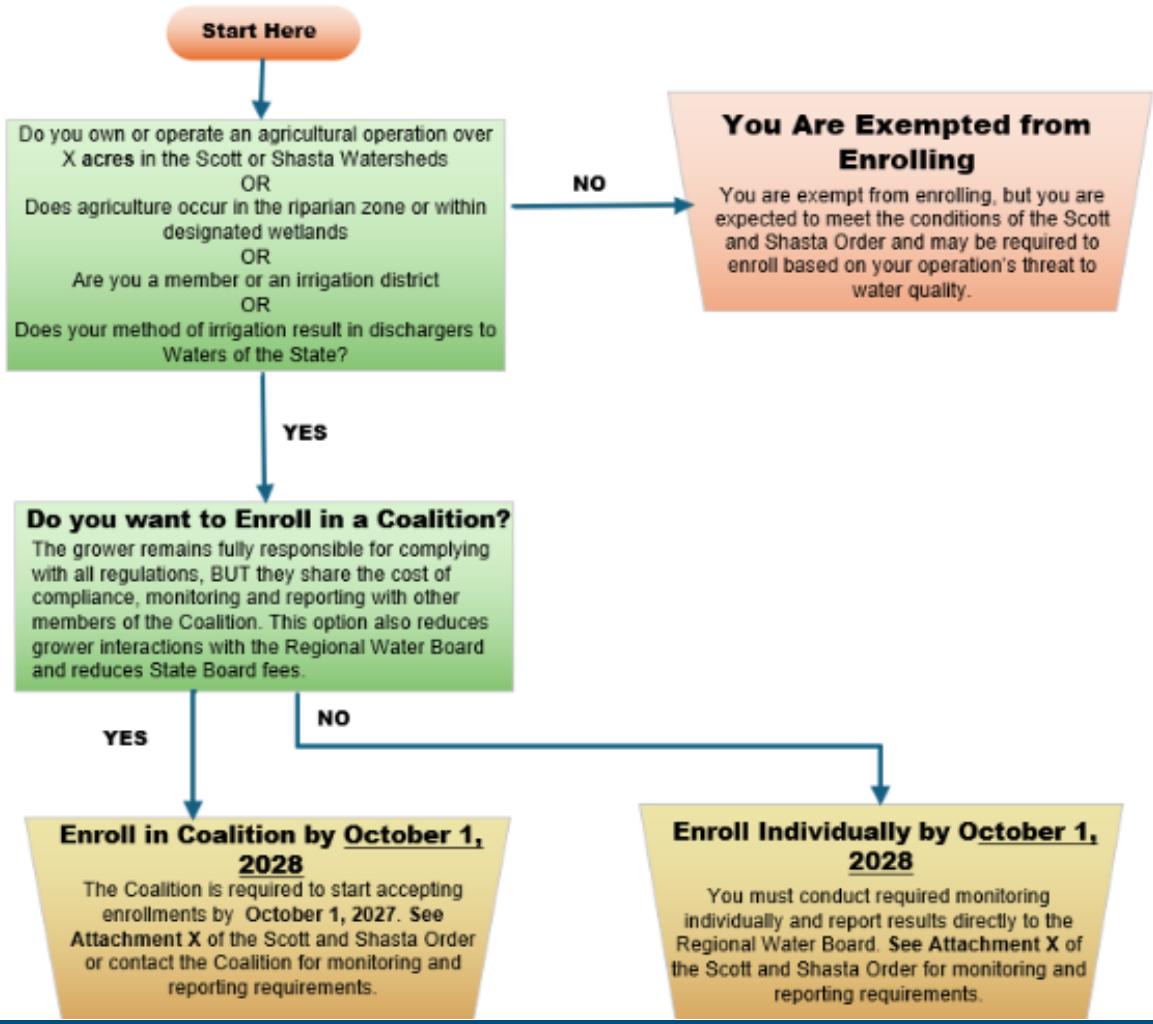 Start Here
Do you own or operate an agricultural operation over
X acres in the Scott or Shasta Watersheds
OR
Does agriculture occur in the riparian zone or within
designated wetlands
OR
Are you a member or an irrigation district
OR
Does your method of irrigation result in dischargers to
Waters of the State?
NO
You Are Exempted from
Enrolling
You are exempt from enrolling, but you are
expected to meet the conditions of the Scott
and Shasta Order and may be required to
enroll based on your operation's threat to
water quality.
YES
Do you want to Enroll in a Coalition?
The grower remains fully responsible for complying
with all regulations, BUT they share the cost of
compliance, monitoring and reporting with other
members of the Coalition. This option also reduces
grower interactions with the Regional Water Board
and reduces State Board fees.
YES
NO
Enroll in Coalition by October 1,
2028
The Coalition is required to start accepting
enrollments by October 1, 2027. See
Attachment X of the Scott and Shasta Order
or contact the Coalition for monitoring and
reporting requirements.
Enroll Individually by October 1,
2028
You must conduct required monitoring
individually and report results directly to the
Regional Water Board. See Attachment X of
the Scott and Shasta Order for monitoring and
reporting requirements.